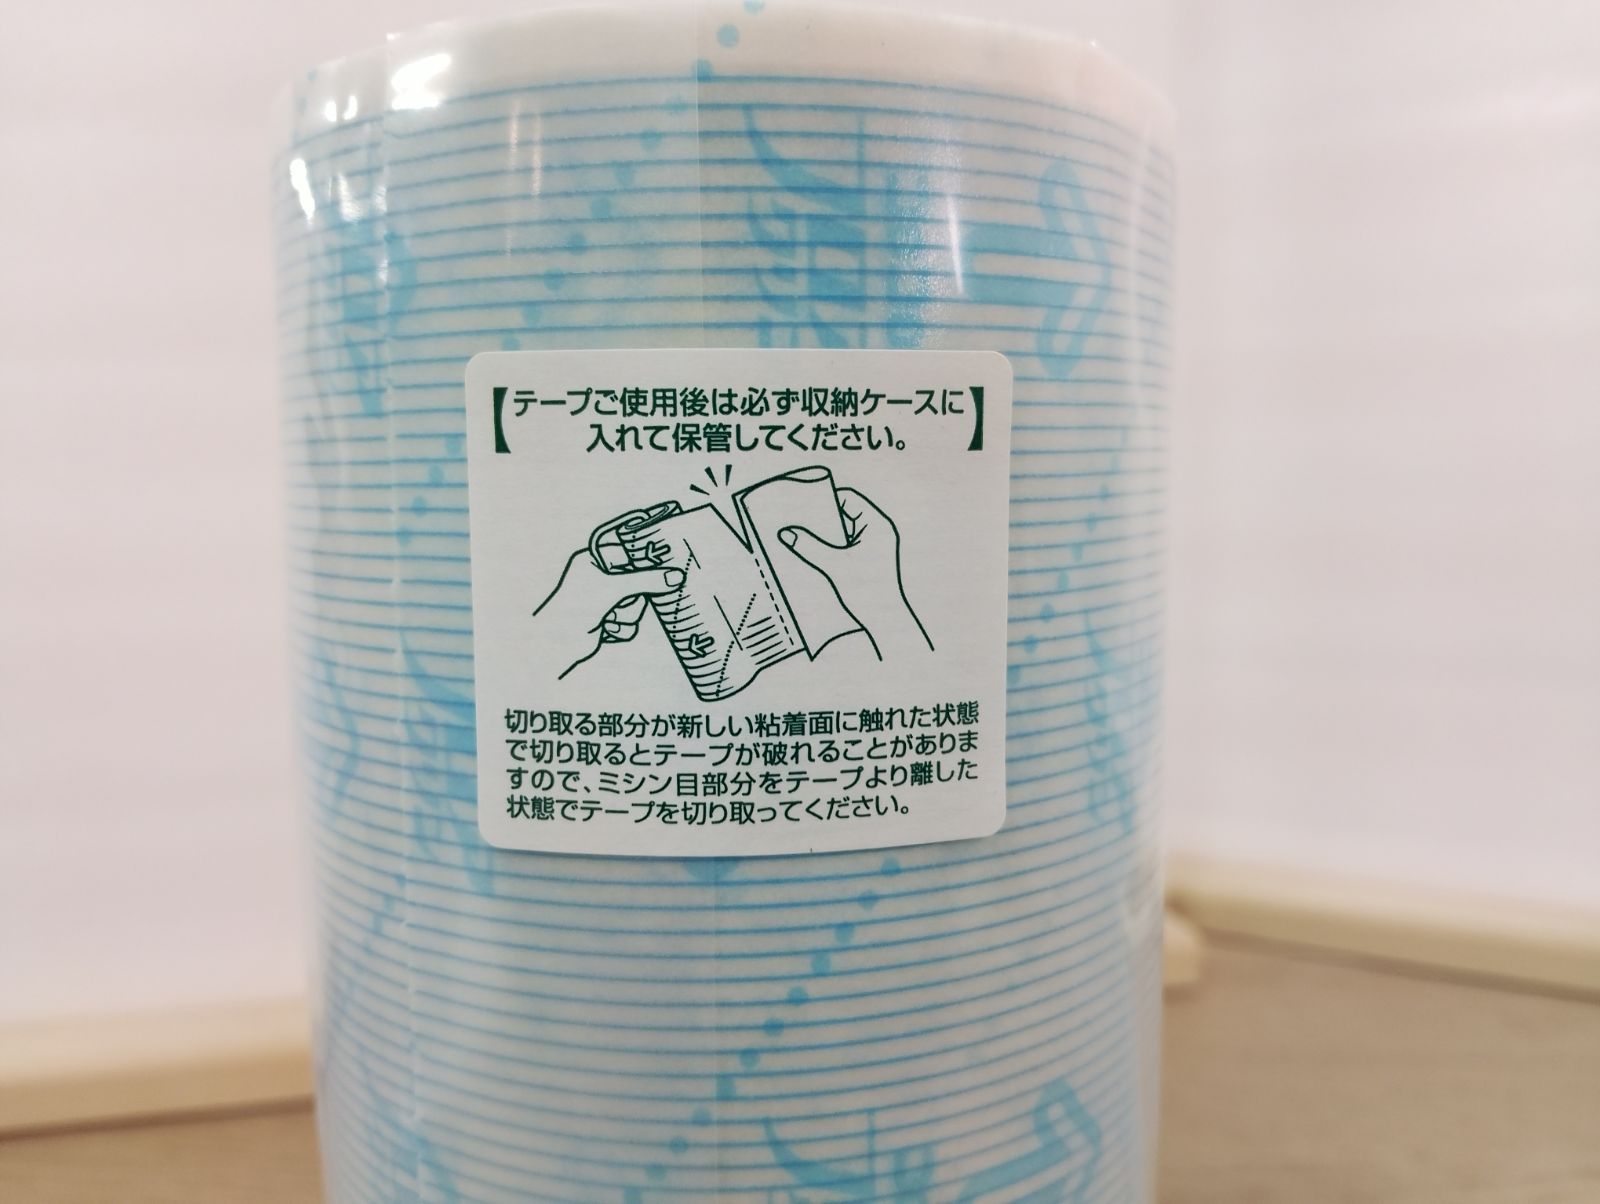 【テープご使用後は必ず収納ケースに
入れて保管してください。】
切り取る部分が新しい粘着面に触れた状態
で切り取るとテープが破れることがありま
すので、ミシン目部分をテープより離した
状態でテープを切り取ってください。